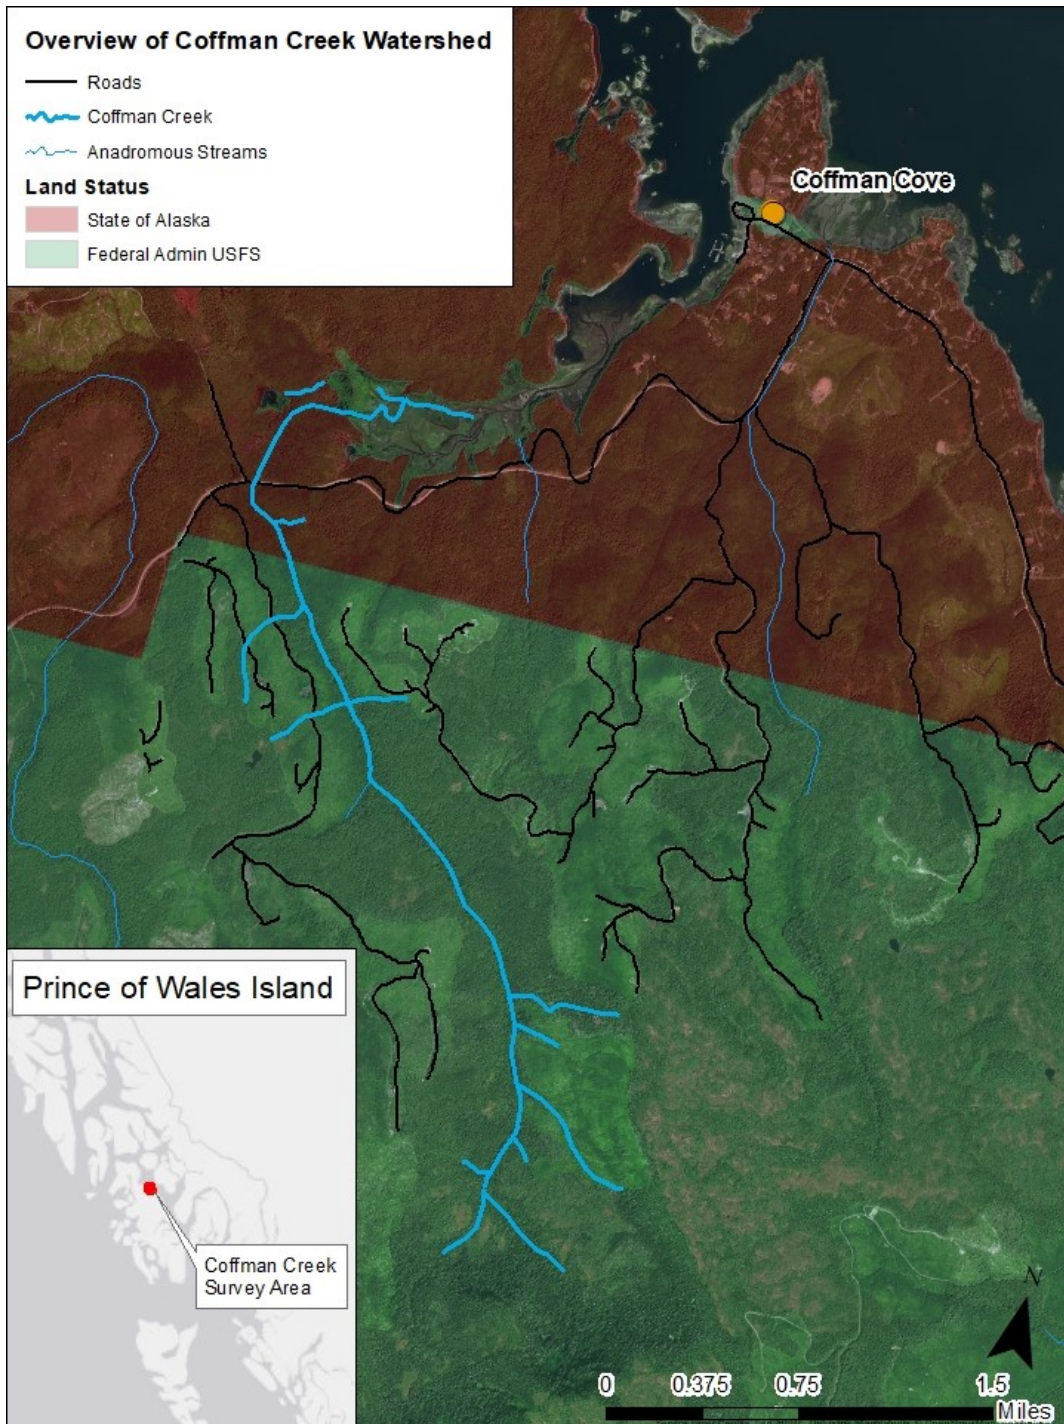 Overview of Coffman Creek Watershed
Roads
Coffman Creek
Anadromous Streams
Land Status
State of Alaska
Federal Admin USFS
Coffman Cove
Prince of Wales Island
Coffman Creek
Survey Area
N
0 0.375 0.75 1.5
Miles